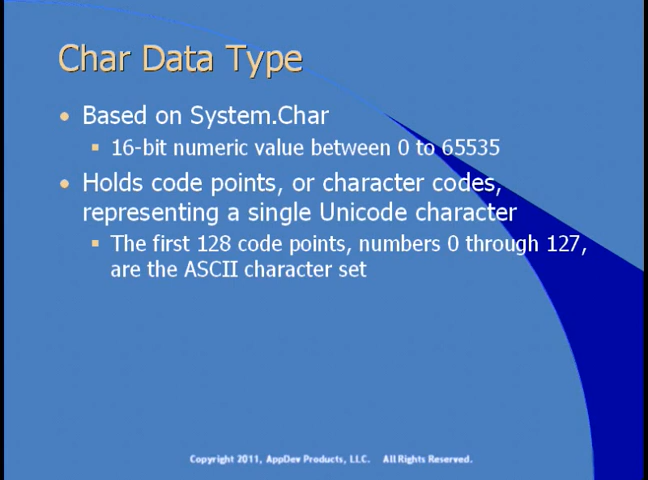 Char Data Type
• Based on System.Char
▪ 16-bit numeric value between 0 to 65535
• Holds code points, or character codes,
representing a single Unicode character
▪ The first 128 code points, numbers 0 through 127,
are the ASCII character set
Copyright 2011, AppDev Products, LLC. All Rights Reserved.